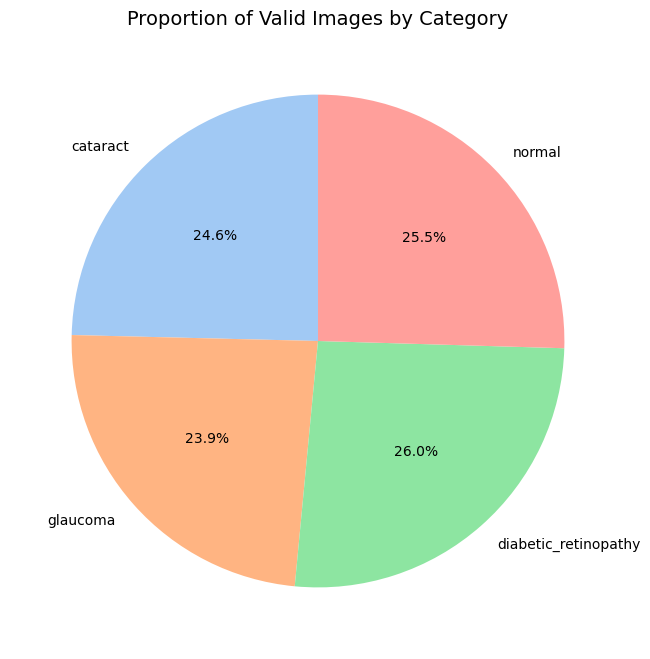 Proportion of Valid Images by Category
cataract
normal
24.6%
25.5%
23.9%
26.0%
glaucoma
diabetic_retinopathy